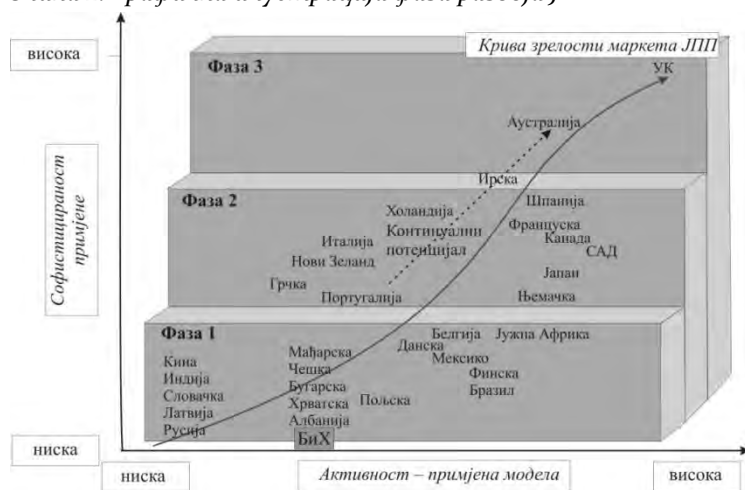 висока
Крива зрелости маркета ЈПП
Фаза 3
УК
Аустралија
Ирска
Фаза 2
Холандија
Шпанија
Континуални
потенцијал
Француска
Канада
Италија
САД
Нови Зеланд
Јапан
Грчка
Португалија
Њемачка
Софистицираност
примјене
Фаза 1
Белгија
Јужна Африка
Данска
Мађарска
Мексико
Кина
Чешка
Финска
Индија
Бугарска
Бразил
Словачка
Хрватска
Пољска
Латвија
Албанија
Русија
БиХ
ниска
ниска
Активност – примјена модела
висока